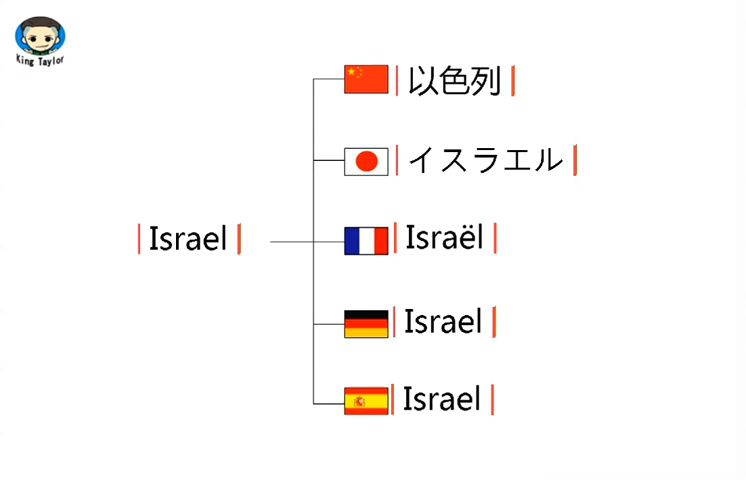 King Taylor
以色列
イスラエル
Israel
Israël
Israel
Israel